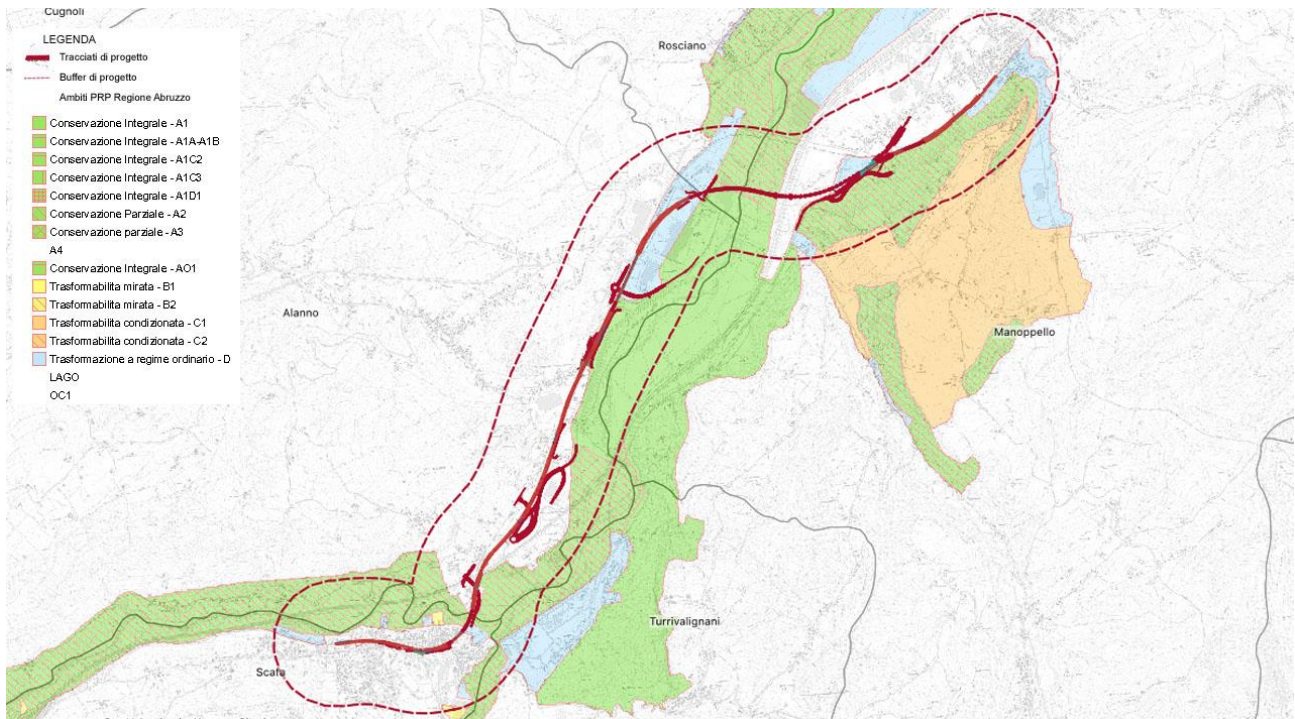 Cugnoli
LEGENDA
Tracciati di progetto
Buffer di progetto
Ambiti PRP Regione Abruzzo
Conservazione Integrale - A1
Conservazione Integrale - A1A-A1B
Conservazione Integrale - A1C2
Conservazione Integrale - A1C3
Conservazione Integrale - A1D1
Conservazione Parziale - A2
Conservazione parziale - A3
A4
Conservazione Integrale - AO1
Trasformabilita mirata - B1
Trasformabilita mirata - B2
Trasformabilita condizionata - C1
Trasformabilita condizionata - C2
Trasformazione a regime ordinario - D
LAGO
OC1
Rosciano
Alanno
Manoppello
Turrivalignani
Scafa